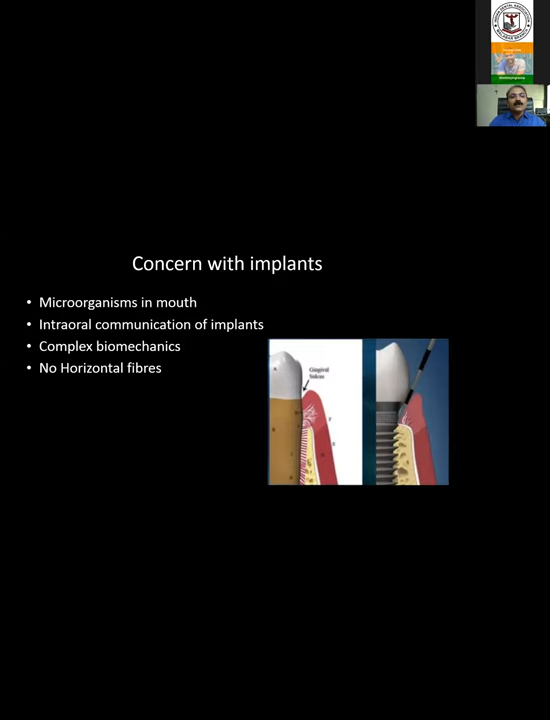 Concern with implants
• Microorganisms in mouth
• Intraoral communication of implants
• Complex biomechanics
• No Horizontal fibres
Gingival
Sulcus